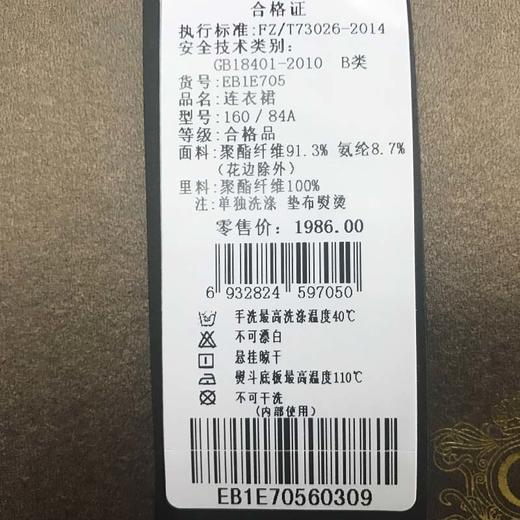 合格证
执行标准:FZ/T73026-2014
安全技术类别:
GB18401-2010 B类
货号:EB1E705
品名:连衣裙
型号:160/84A
等级:合格品
面料:聚酯纤维91.3% 氨纶8.7%
(花边除外)
里料:聚酯纤维100%
注:单独洗涤 垫布熨烫
零售价:1986.00
6 932824 597050
手洗最高洗涤温度40℃
不可漂白
悬挂晾干
熨斗底板最高温度110℃
不可干洗
(内部使用)
EB1E70560309